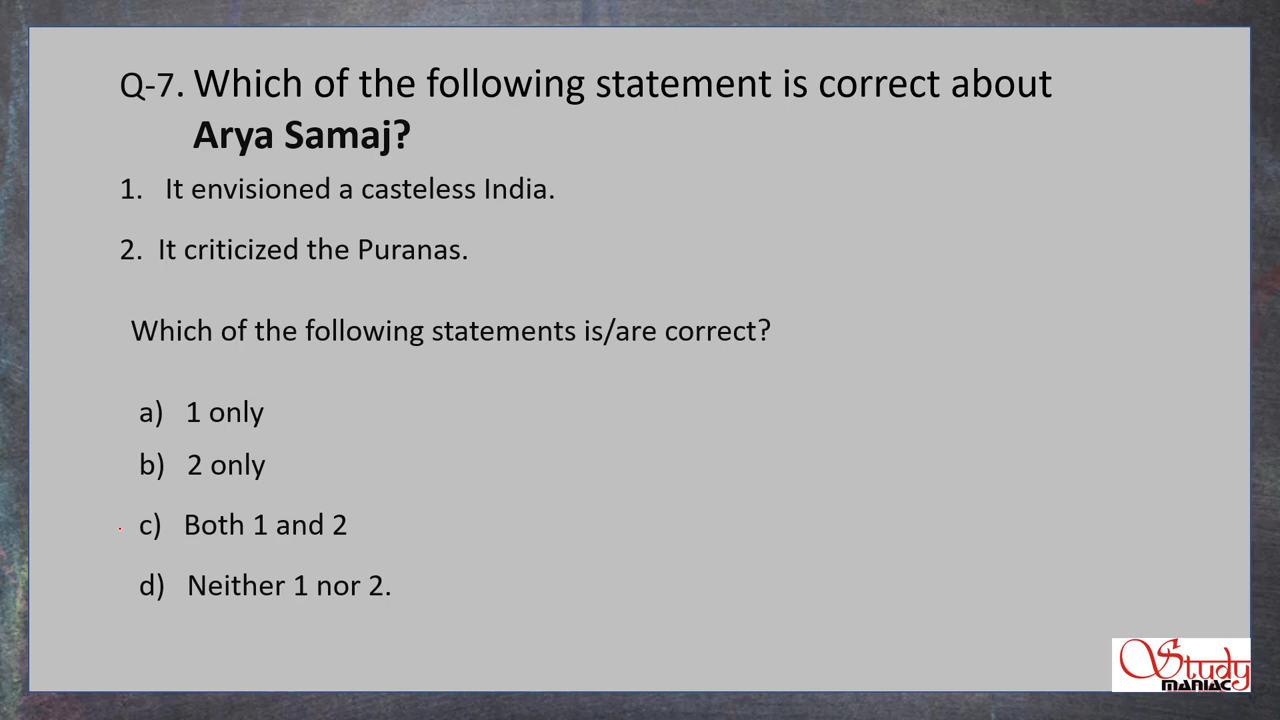 Q-7. Which of the following statement is correct about
Arya Samaj?
1. It envisioned a casteless India.
2. It criticized the Puranas.
Which of the following statements is/are correct?
a) 1 only
b) 2 only
c) Both 1 and 2
d) Neither 1 nor 2.
Study
MANIAC